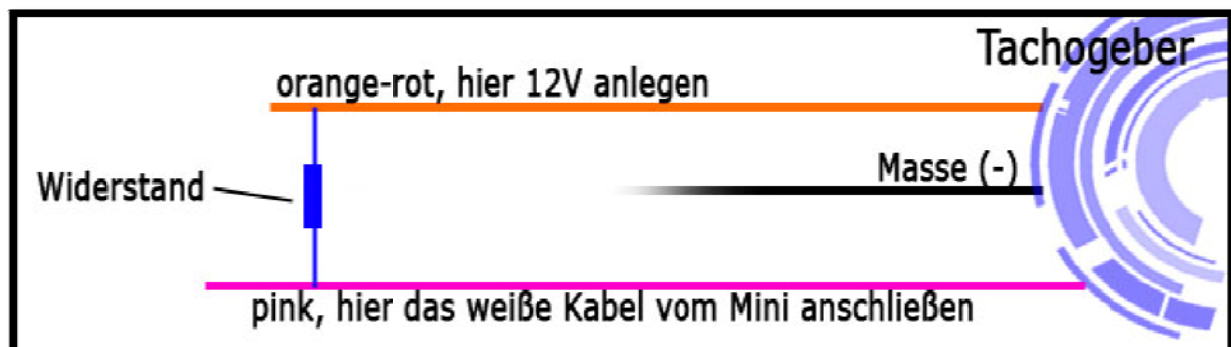 Tachogeber
orange-rot, hier 12V anlegen
Masse (-)
Widerstand
pink, hier das weiße Kabel vom Mini anschließen